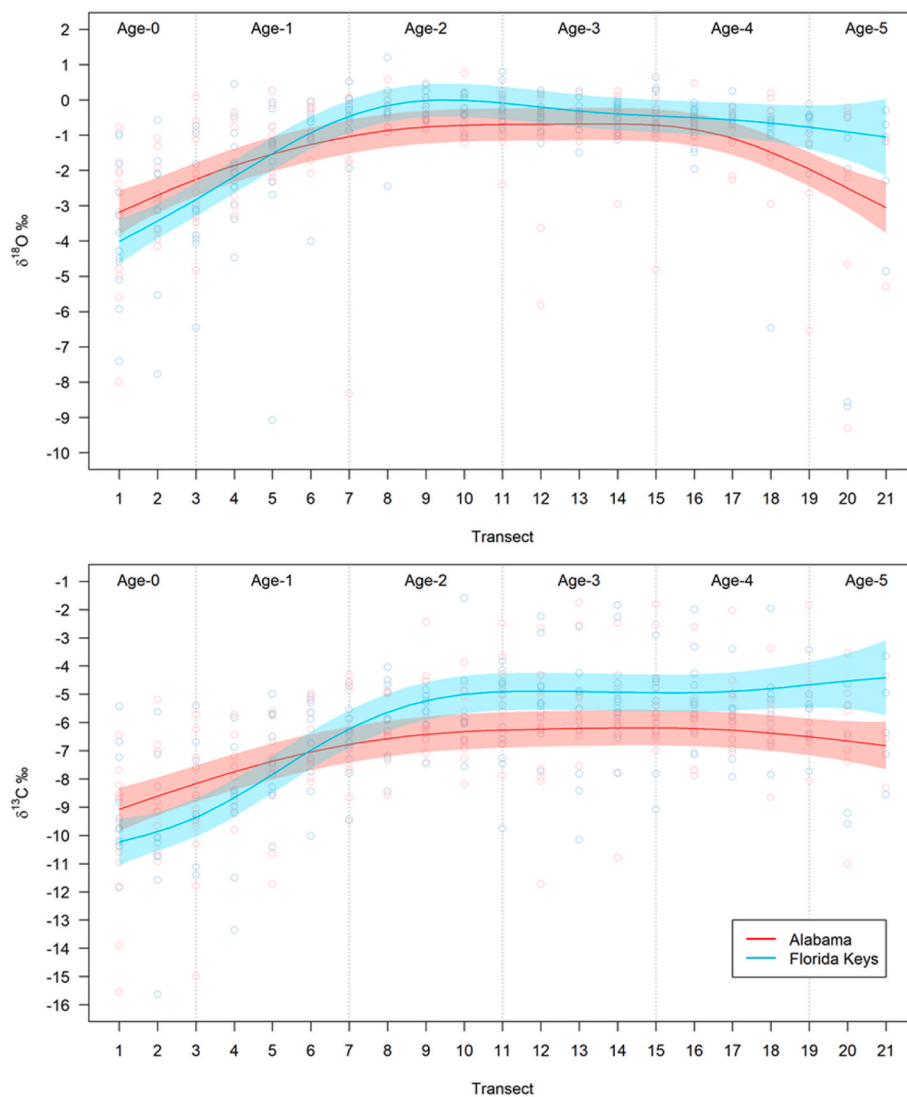 Age-0 Age-1 Age-2 Age-3 Age-4 Age-5
2
1
0
-1
-2
-3
-4
-5
-6
-7
-8
-9
-10
δ18O ‰
1 2 3 4 5 6 7 8 9 10 11 12 13 14 15 16 17 18 19 20 21
Transect
Age-0 Age-1 Age-2 Age-3 Age-4 Age-5
-1
-2
-3
-4
-5
-6
-7
-8
-9
-10
-11
-12
-13
-14
-15
-16
δ13C ‰
Alabama
Florida Keys
1 2 3 4 5 6 7 8 9 10 11 12 13 14 15 16 17 18 19 20 21
Transect